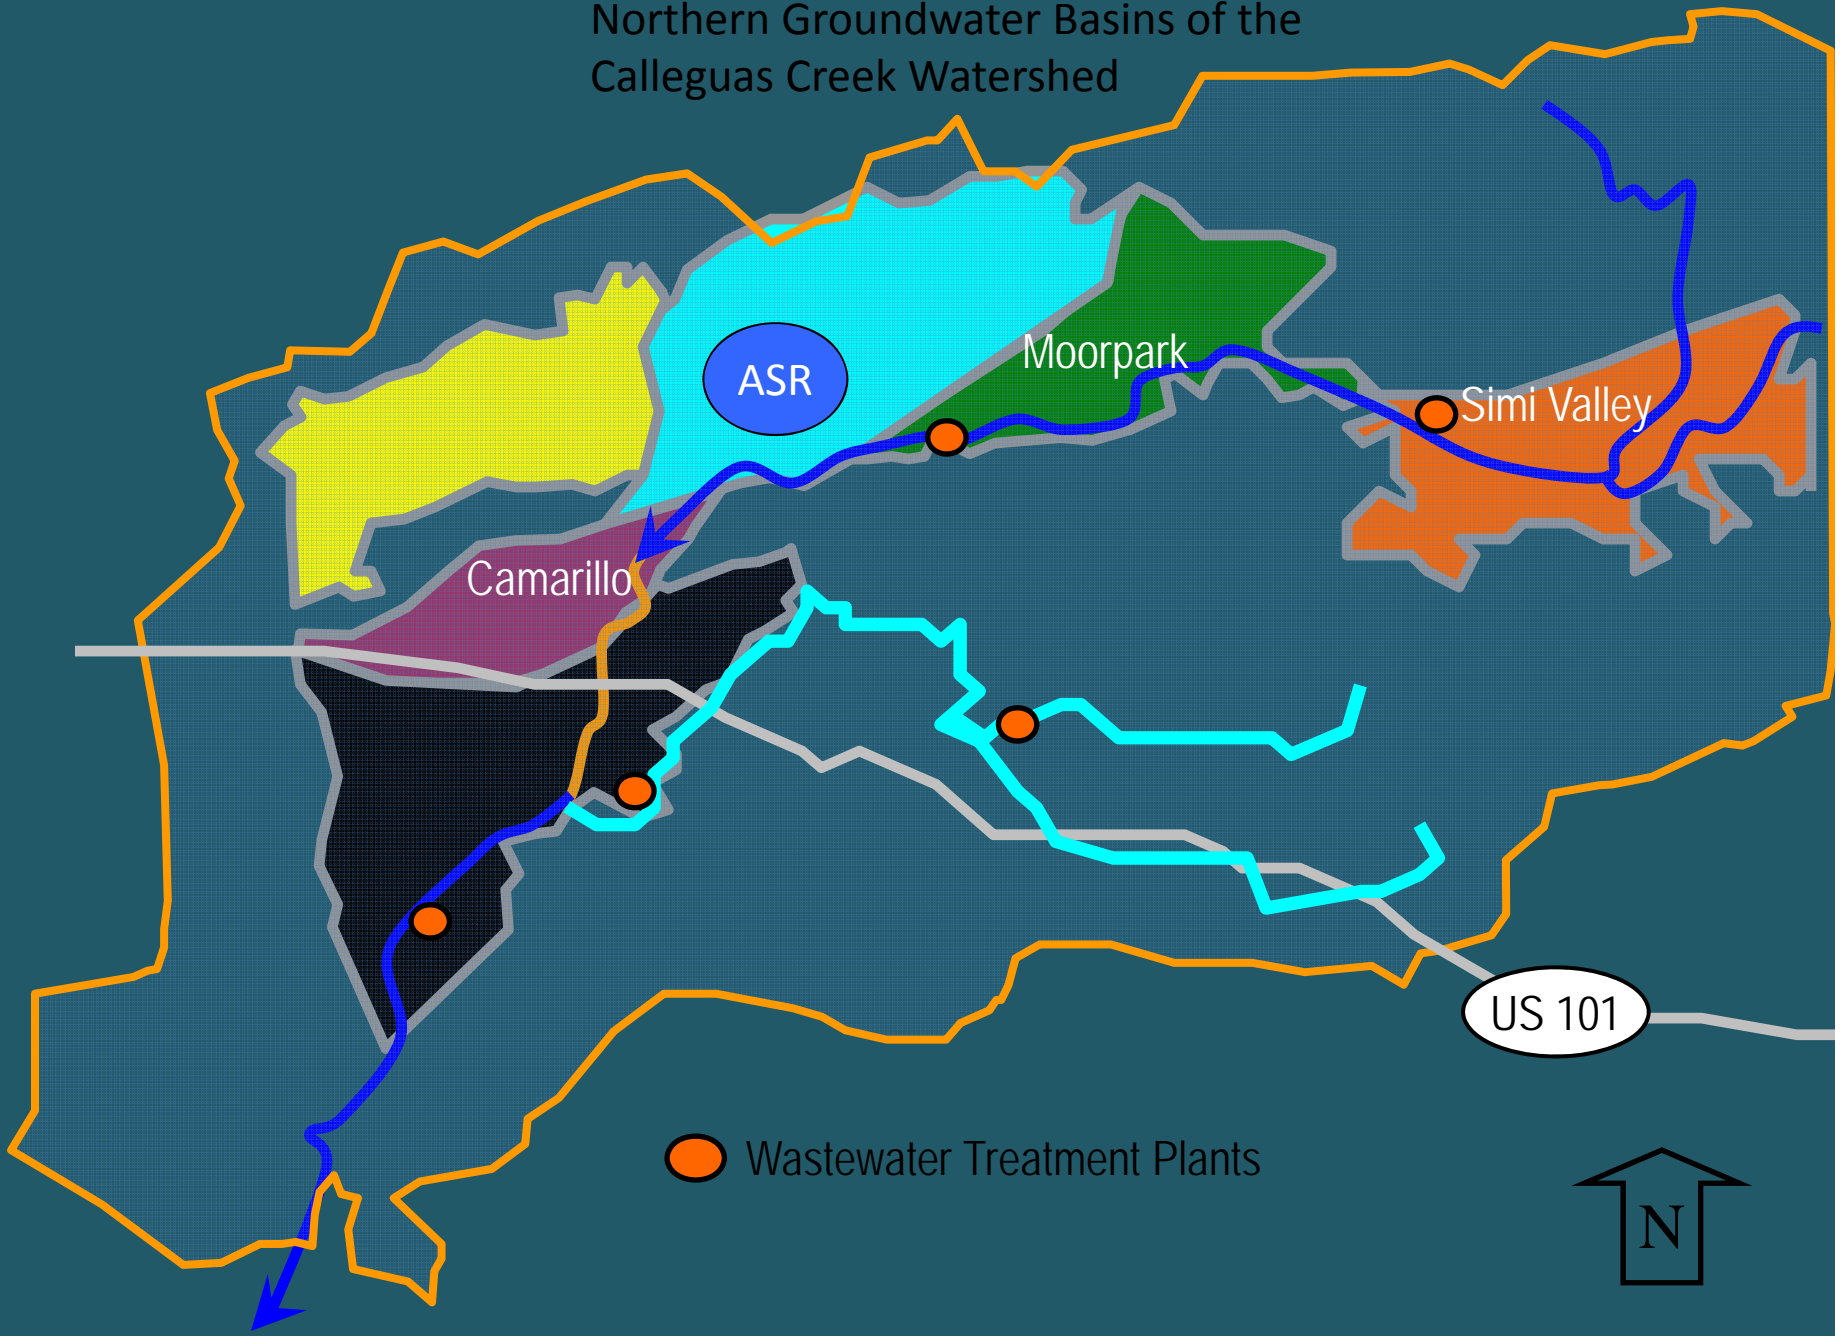 Northern Groundwater Basins of the
Calleguas Creek Watershed
Moorpark
ASR
Simi Valley
Camarillo
US 101
Wastewater Treatment Plants
N